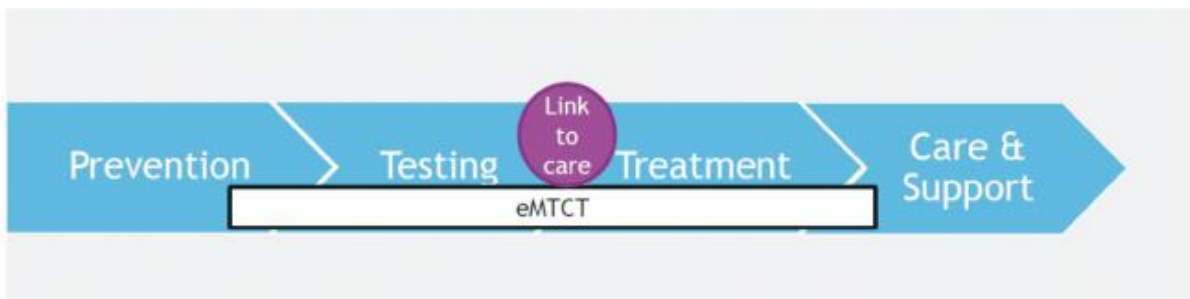 Prevention
Testing
Link
to
care
Treatment
Care &
Support
eMTCT